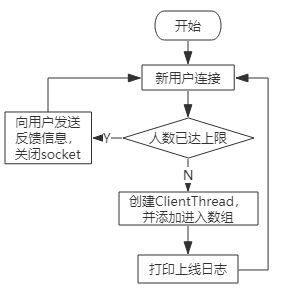 开始
新用户连接
人数已达上限
Y
向用户发送
反馈信息，
关闭socket
N
创建ClientThread，
并添加进入数组
打印上线日志